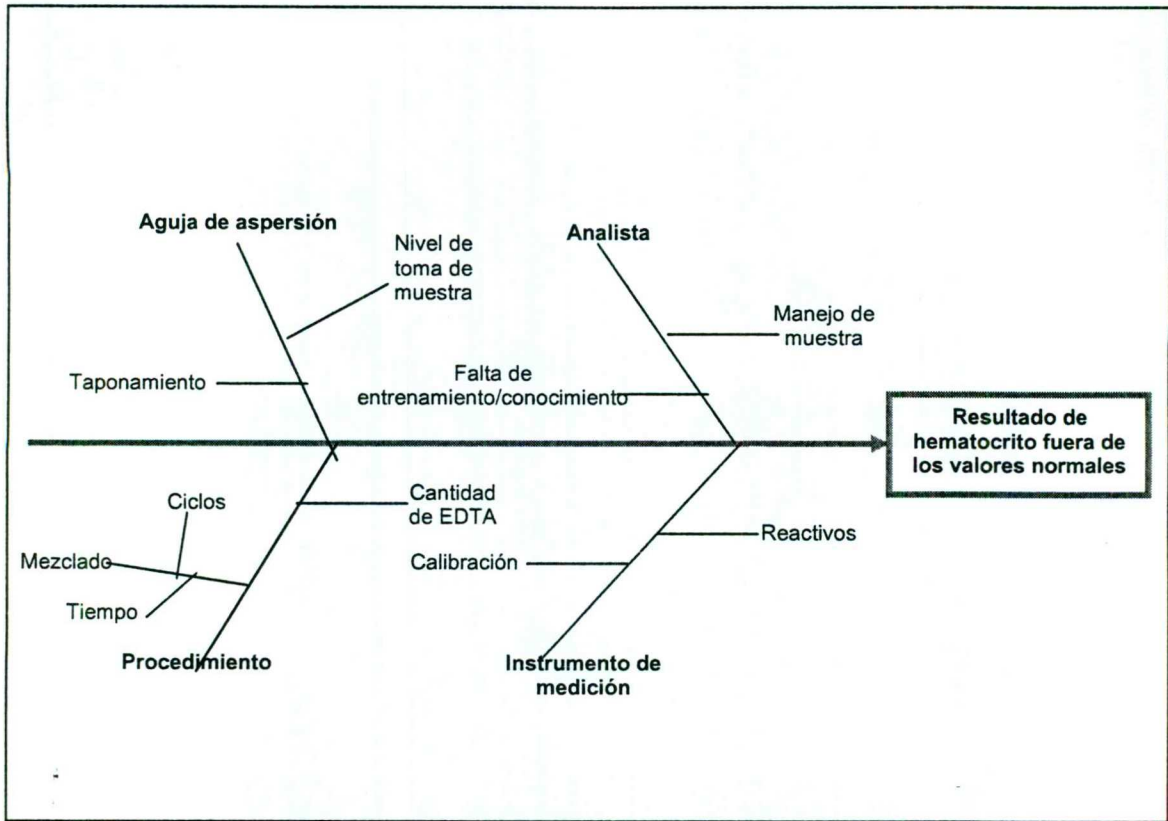 Aguja de aspersión
Nivel de
toma de
muestra
Taponamiento
Analista
Manejo de
muestra
Falta de
entrenamiento/conocimiento
Resultado de
hematocrito fuera de
los valores normales
Ciclos
Mezclado
Tiempo
Cantidad
de EDTA
Procedimiento
Calibración
Reactivos
Instrumento de
medición